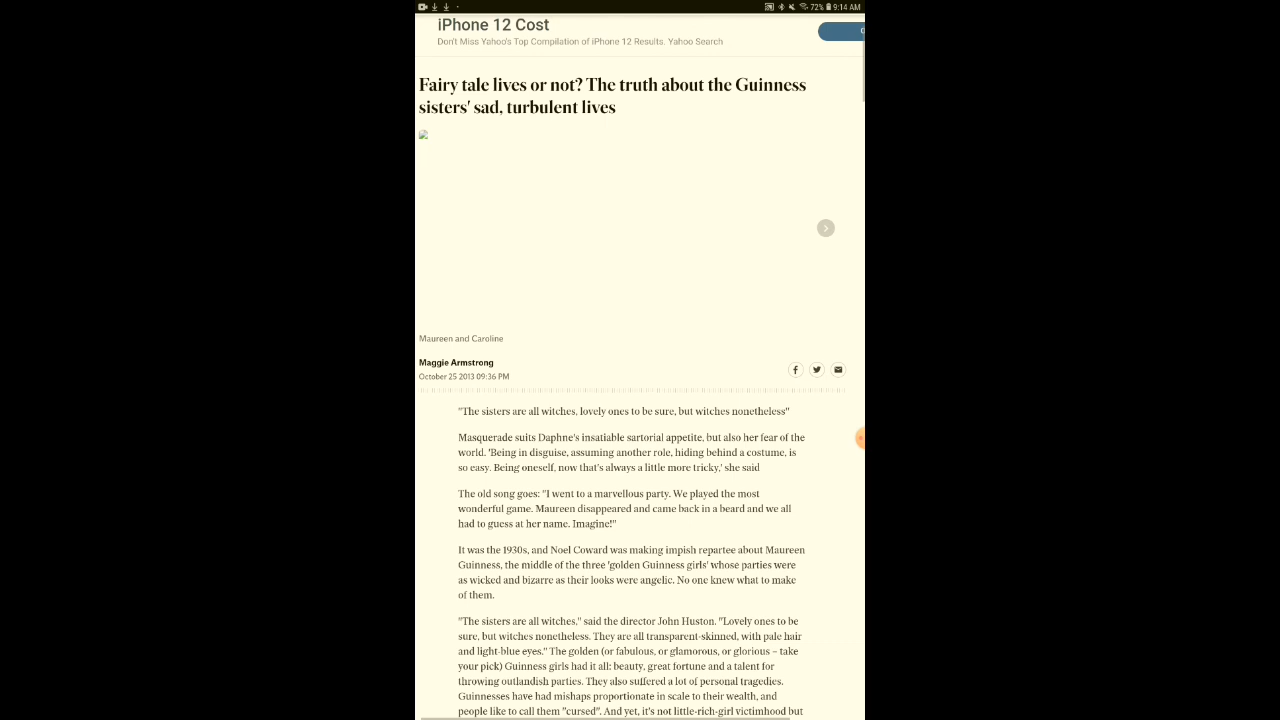 72% 9:14 AM
iPhone 12 Cost
Don't Miss Yahoo's Top Compilation of iPhone 12 Results. Yahoo Search
Fairy tale lives or not? The truth about the Guinness
sisters' sad, turbulent lives
Maureen and Caroline
Maggie Armstrong
October 25 2013 09:36 PM
"The sisters are all witches, lovely ones to be sure, but witches nonetheless"
Masquerade suits Daphne's insatiable sartorial appetite, but also her fear of the
world. 'Being in disguise, assuming another role, hiding behind a costume, is
so easy. Being oneself, now that's always a little more tricky,' she said
The old song goes: "I went to a marvellous party. We played the most
wonderful game. Maureen disappeared and came back in a beard and we all
had to guess at her name. Imagine!"
It was the 1930s, and Noel Coward was making impish repartee about Maureen
Guinness, the middle of the three 'golden Guinness girls' whose parties were
as wicked and bizarre as their looks were angelic. No one knew what to make
of them.
"The sisters are all witches," said the director John Huston. "Lovely ones to be
sure, but witches nonetheless. They are all transparent-skinned, with pale hair
and light-blue eyes." The golden (or fabulous, or glamorous, or glorious – take
your pick) Guinness girls had it all: beauty, great fortune and a talent for
throwing outlandish parties. They also suffered a lot of personal tragedies.
Guinnesses have had mishaps proportionate in scale to their wealth, and
people like to call them "cursed". And yet, it's not little-rich-girl victimhood but